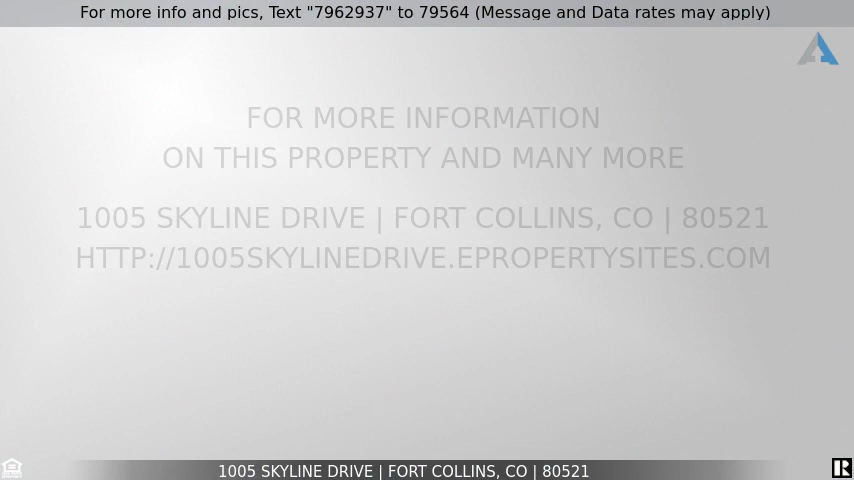 For more info and pics, Text "7962937" to 79564 (Message and Data rates may apply)
FOR MORE INFORMATION
ON THIS PROPERTY AND MANY MORE
1005 SKYLINE DRIVE | FORT COLLINS, CO | 80521
HTTP://1005SKYLINEDRIVE.EPROPERTYSITES.COM
1005 SKYLINE DRIVE | FORT COLLINS, CO | 80521